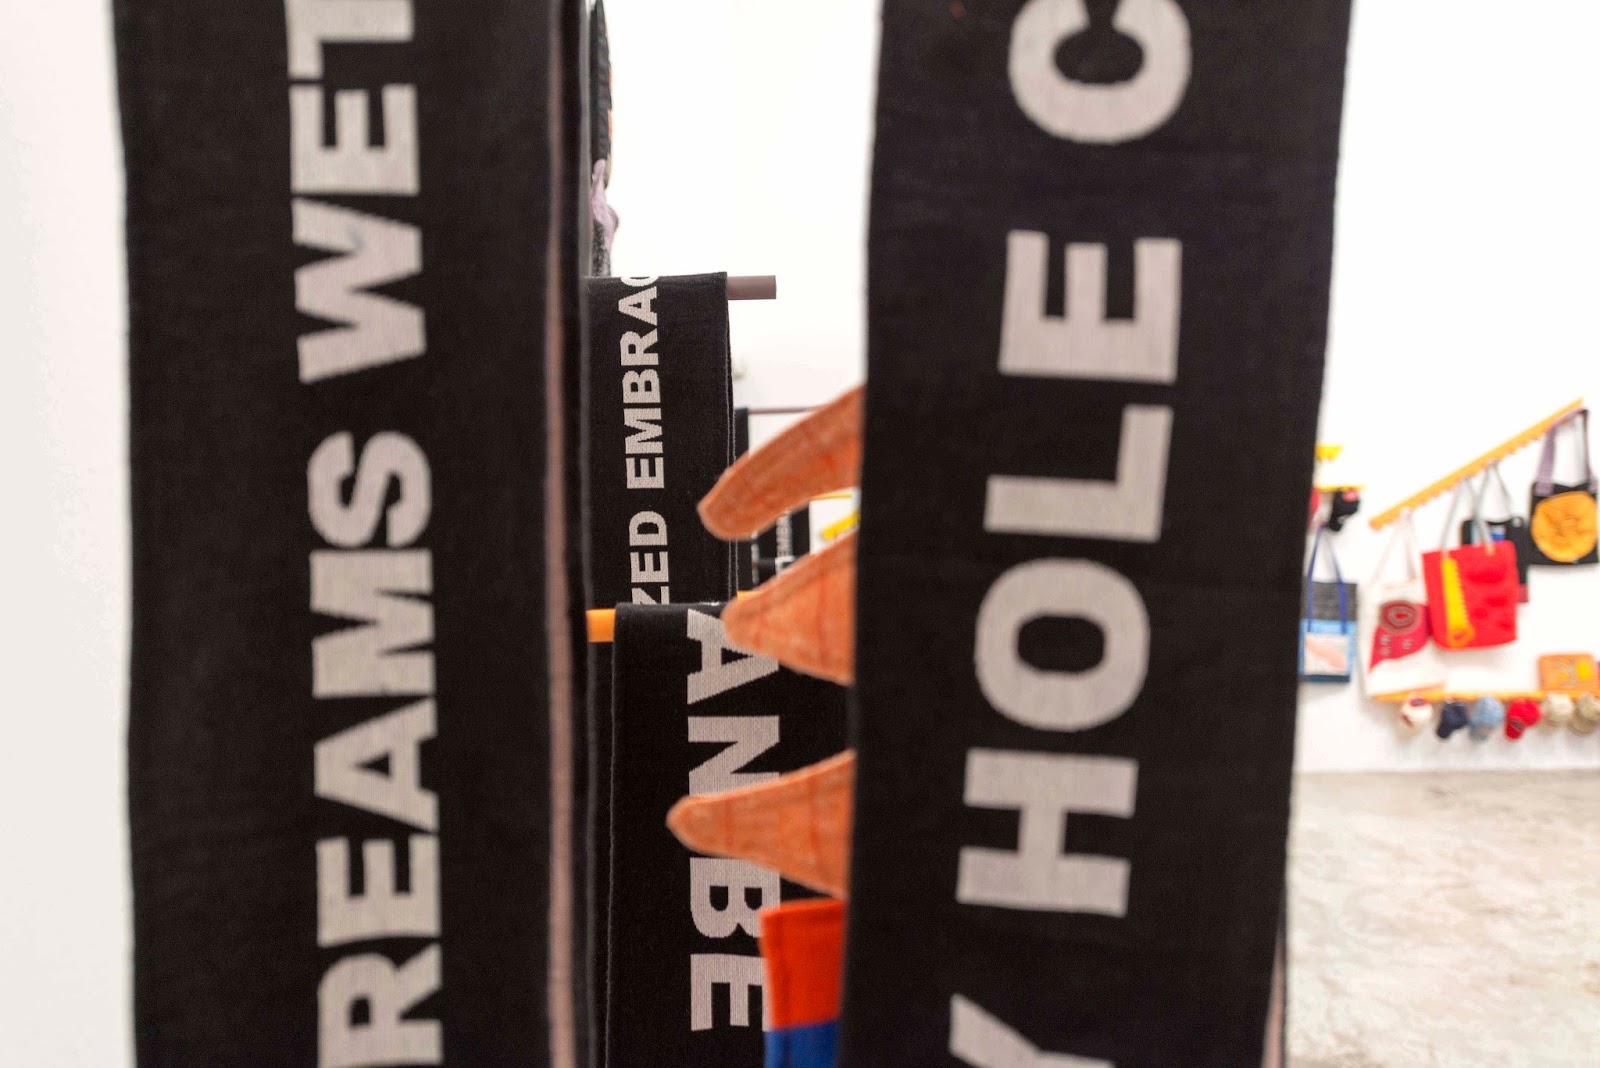 REAMS WET
ZED EMBRAC
ANBE
Y HOLE C